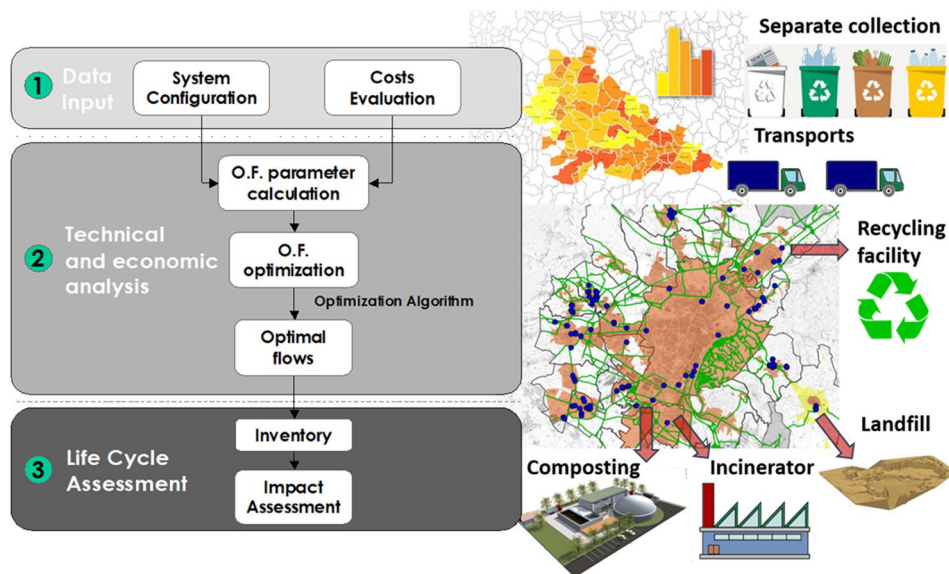 1
Data
input
System
Configuration
Costs
Evaluation
2
Technical
and economic
analysis
O.F. parameter
calculation
O.F.
optimization
Optimization Algorithm
Optimal
flows
3
Life Cycle
Assessment
Inventory
Impact
Assessment
Separate collection
Transports
Recycling
facility
Landfill
Composting
Incinerator